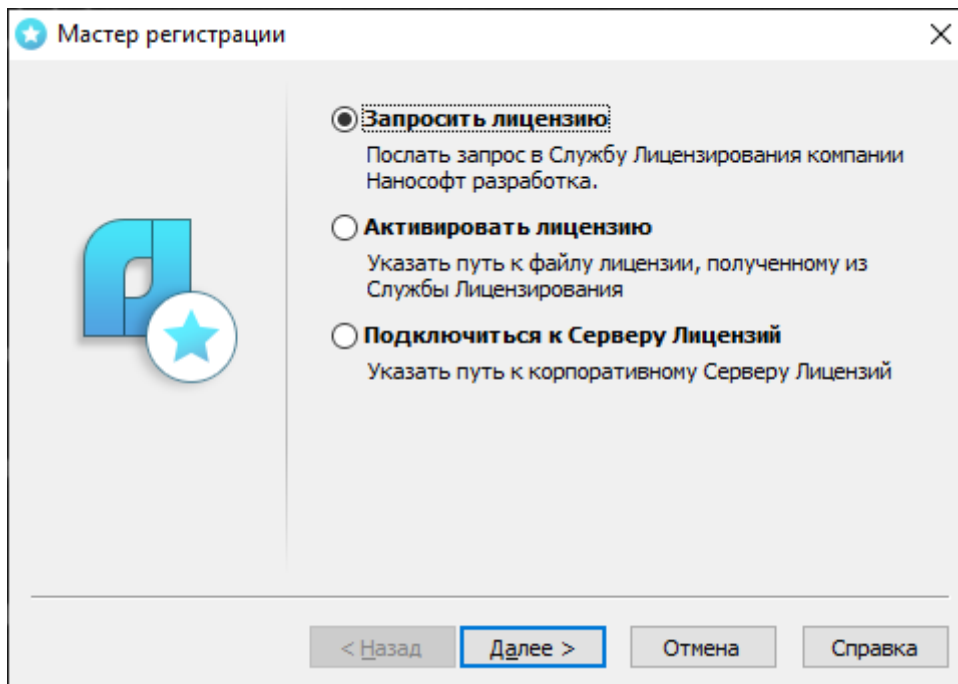 Мастер регистрации
Запросить лицензию
Послать запрос в Службу Лицензирования компании
Нанософт разработка.
Активировать лицензию
Указать путь к файлу лицензии, полученному из
Службы Лицензирования
Подключиться к Серверу Лицензий
Указать путь к корпоративному Серверу Лицензий
< Назад
Далее >
Отмена
Справка